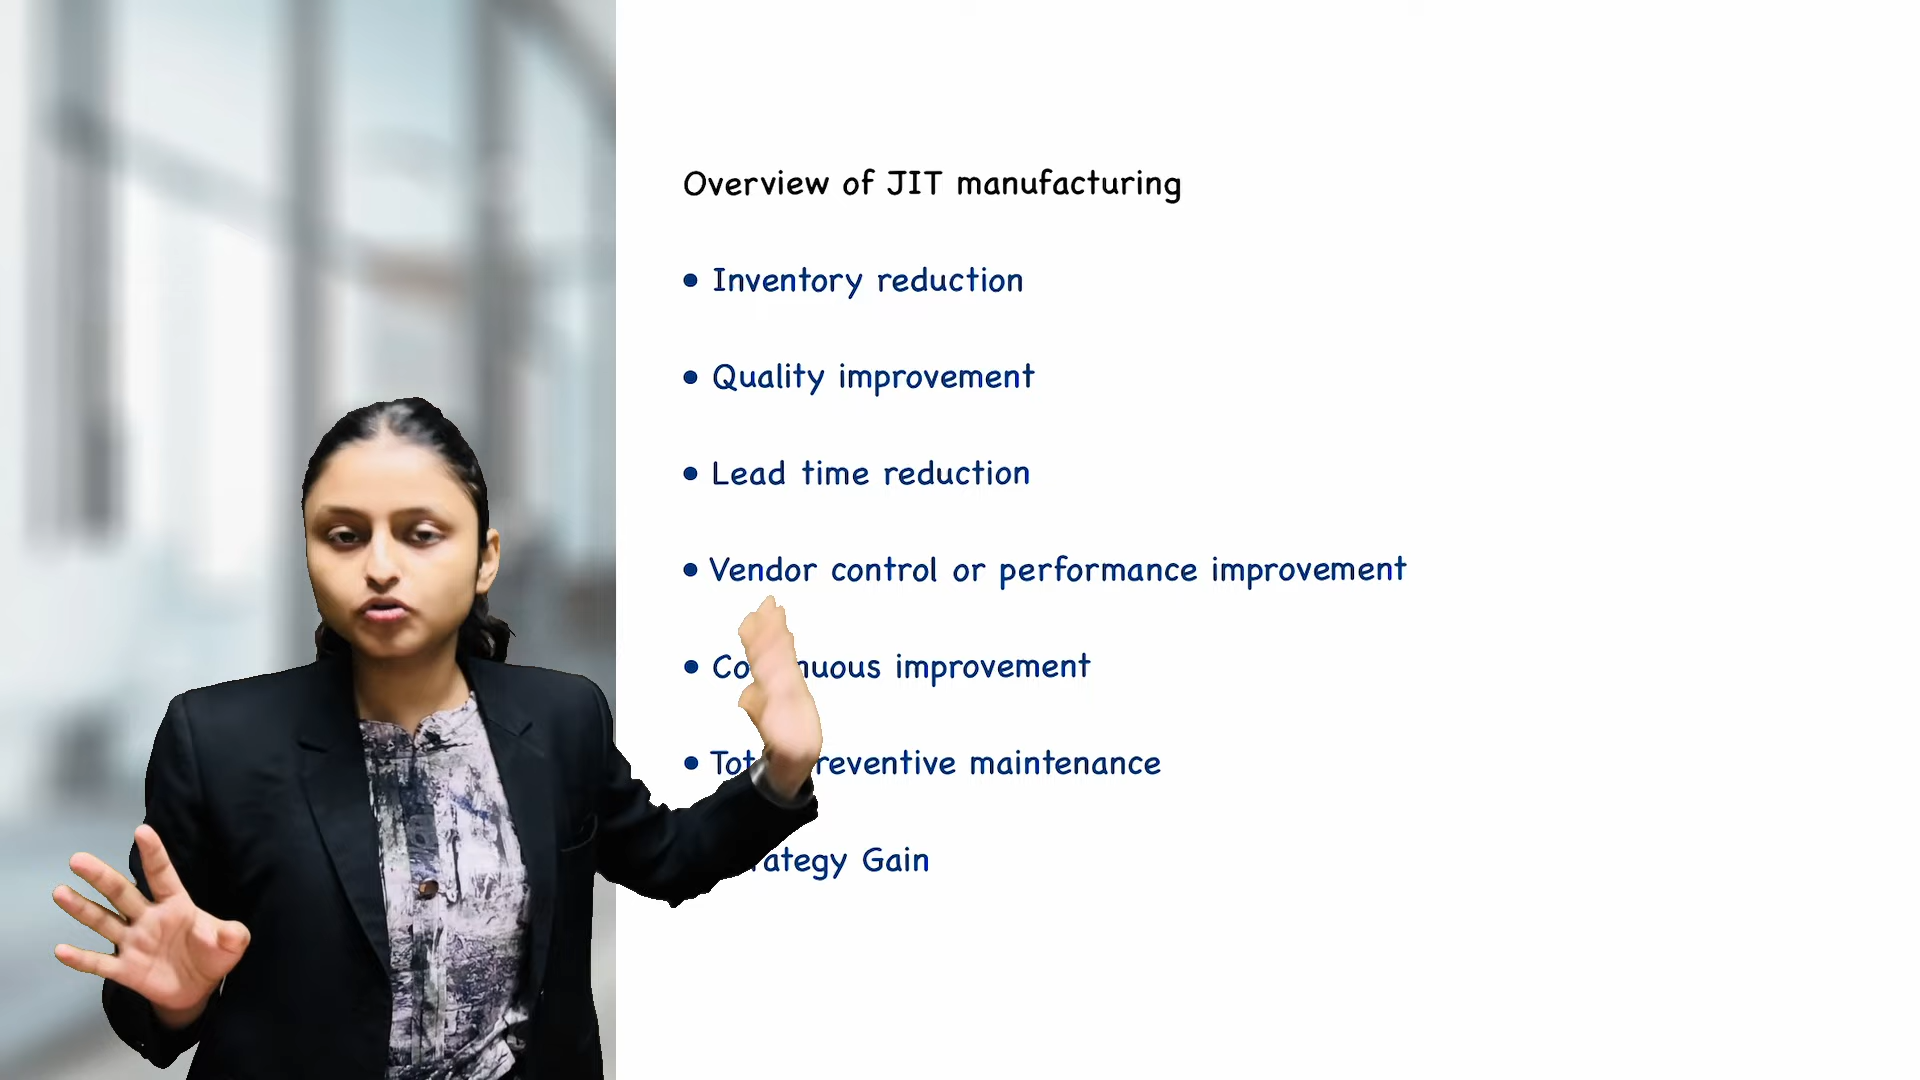 Overview of JIT manufacturing
• Inventory reduction
• Quality improvement
• Lead time reduction
• Vendor control or performance improvement
• improvement
• maintenance
Gain